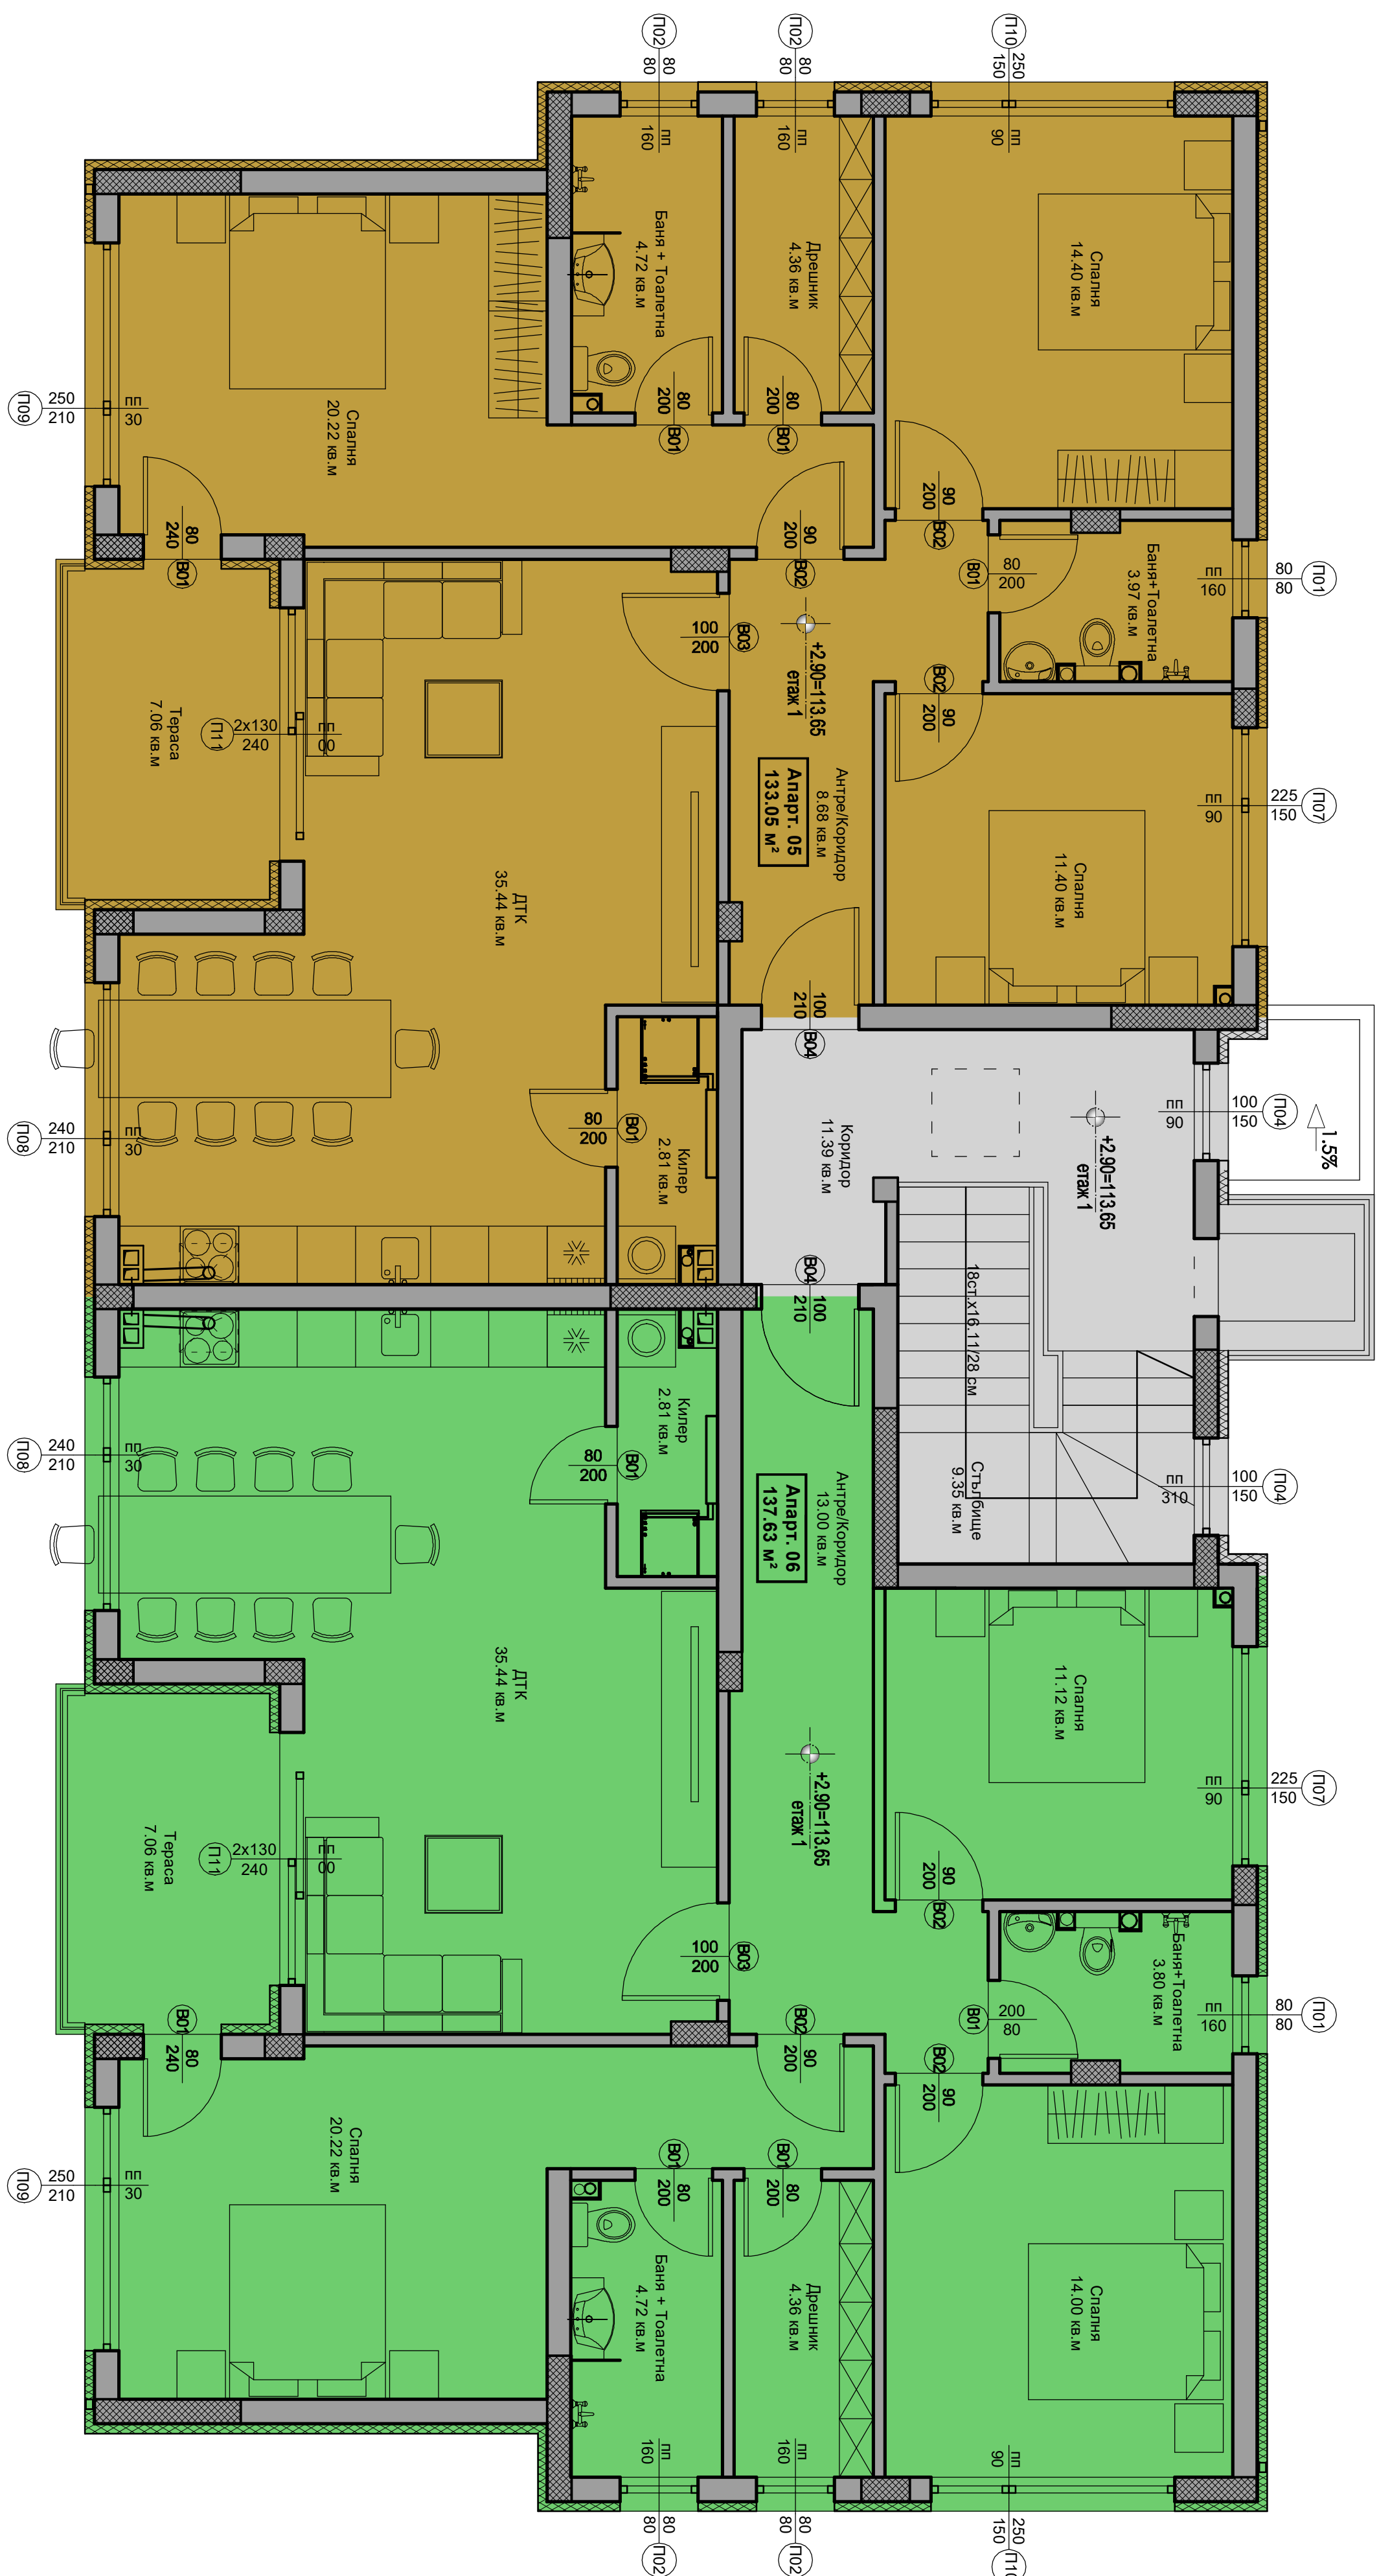 П02
80
80
П02
80
80
П10
250
150
пп
160
пп
160
пп
90
Баня + Тоалетна
4.72 кв.м
Дрешник
4.36 кв.м
Спалня
14.40 кв.м
Спалня
20.22 кв.м
П09
250
210
пп
30
80
200
В01
80
200
В01
90
200
В02
90
200
В02
80
240
В01
В01
80
200
Баня+Тоалетна
3.97 кв.м
пп
160
80
80
П01
100
200
В03
+2.90=113.65
етаж 1
90
200
В02
Тераса
7.06 кв.м
П11
2х130
240
пп
00
Апарт. 05
133.05 м²
Антре/Коридор
8.68 кв.м
ДТК
35.44 кв.м
Спалня
11.40 кв.м
пп
90
225
150
П07
100
210
В04
П08
240
210
пп
30
80
200
В01
Килер
2.81 кв.м
Коридор
11.39 кв.м
+2.90=113.65
етаж 1
пп
90
100
150
П04
1.5%
В04
100
210
18ст.х16.11/28 см
Стълбище
9.35 кв.м
пп
310
100
150
П04
Килер
2.81 кв.м
80
200
В01
П08
240
210
пп
30
Апарт. 06
137.63 м²
Антре/Коридор
13.00 кв.м
ДТК
35.44 кв.м
Спалня
11.12 кв.м
пп
90
225
150
П07
+2.90=113.65
етаж 1
Тераса
7.06 кв.м
П11
2х130
240
пп
00
90
200
В02
100
200
В03
Баня+Тоалетна
3.80 кв.м
В01
200
80
пп
160
80
80
П01
В01
80
240
В02
90
200
В02
90
200
П09
250
210
пп
30
Спалня
20.22 кв.м
В01
80
200
В01
80
200
Баня + Тоалетна
4.72 кв.м
Дрешник
4.36 кв.м
Спалня
14.00 кв.м
пп
160
пп
160
пп
90
80
80
П02
80
80
П02
250
150
П10